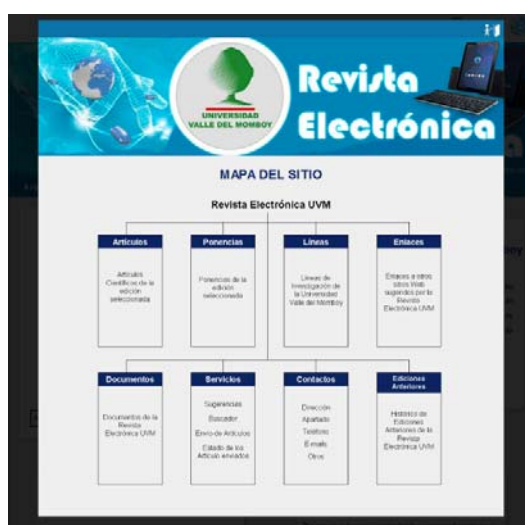 Revista
Electrónica
UNIVERSIDAD
VALLE DEL MOMBOY
MAPA DEL SITIO
Revista Electrónica UVM
Artículos
Artículos
Científicos de la
edición
seleccionada
Ponencias
Ponencias de la
edición
seleccionada
Líneas
Líneas de
Investigación de
la Universidad
Valle del Momboy
Enlaces
Enlaces a otros
sitios Web
sugeridos por la
Revista
Electrónica UVM
Documentos
Documentos de la
Revista
Electrónica UVM
Servicios
Sugerencias
Buscador
Envío de Artículos
Estado de los
Artículo enviados
Contactos
Dirección
Apartado
Teléfono
E-mails
Otros
Ediciones
Anteriores
Histórico de
Ediciones
Anteriores de la
Revista
Electrónica UVM